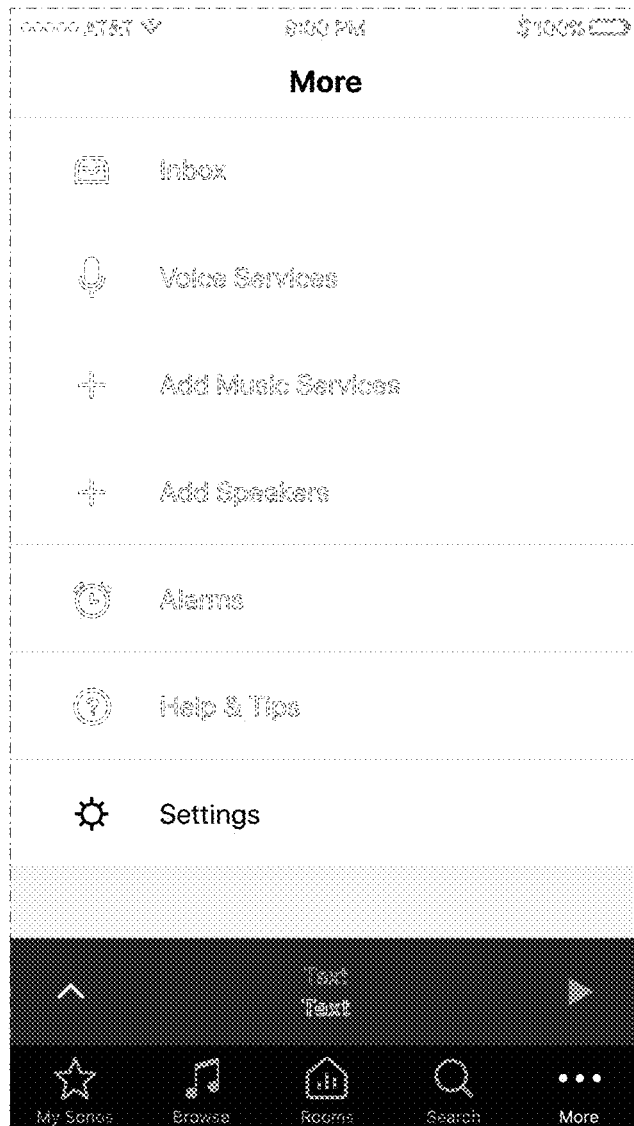 ooooo AT&T 9:00 PM $ 100%
More
Inbox
Voice Services
Add Music Services
Add Speakers
Alarms
Help & Tips
Settings
Text
Text
My Sonos Browse Rooms Search More